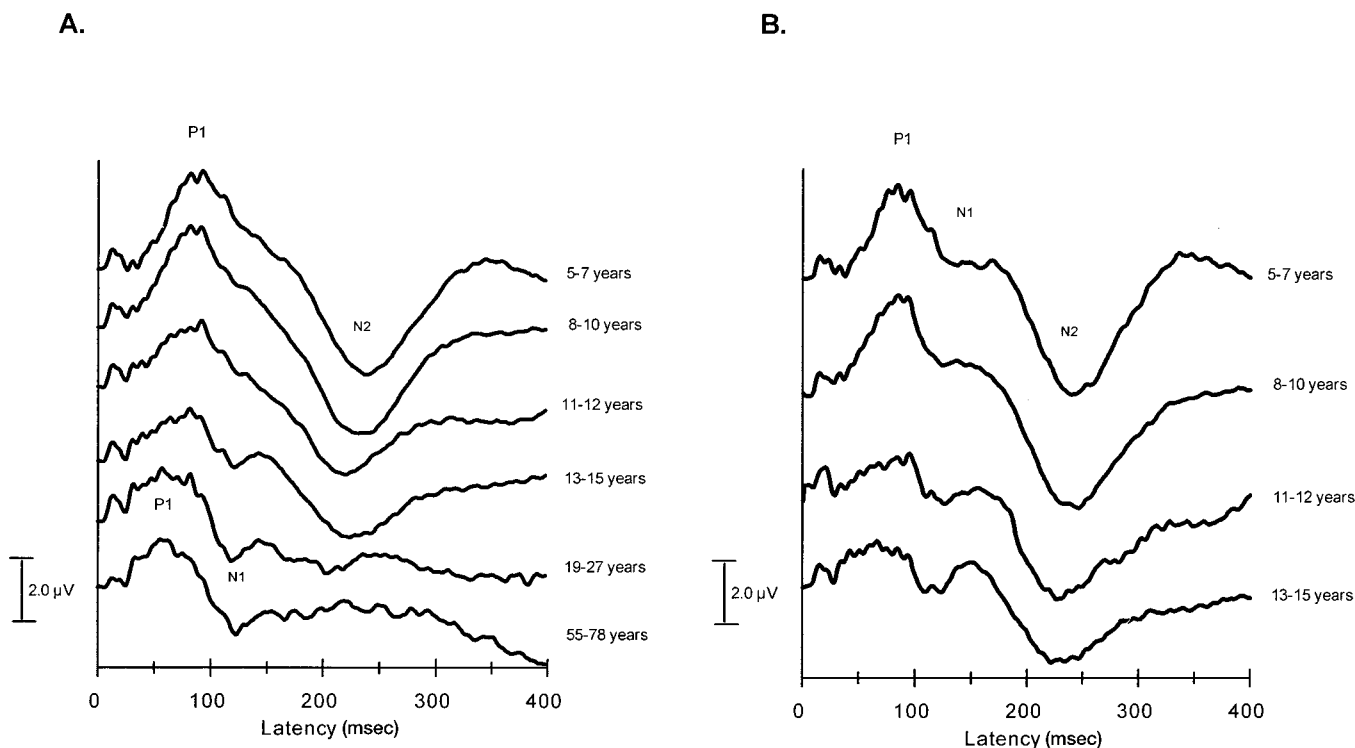 A.
P1
5-7 years
N2
8-10 years
11-12 years
13-15 years
P1
19-27 years
N1
2.0 µV
55-78 years
0 100 200 300 400
Latency (msec)
B.
P1
N1
5-7 years
N2
8-10 years
11-12 years
2.0 µV
13-15 years
0 100 200 300 400
Latency (msec)